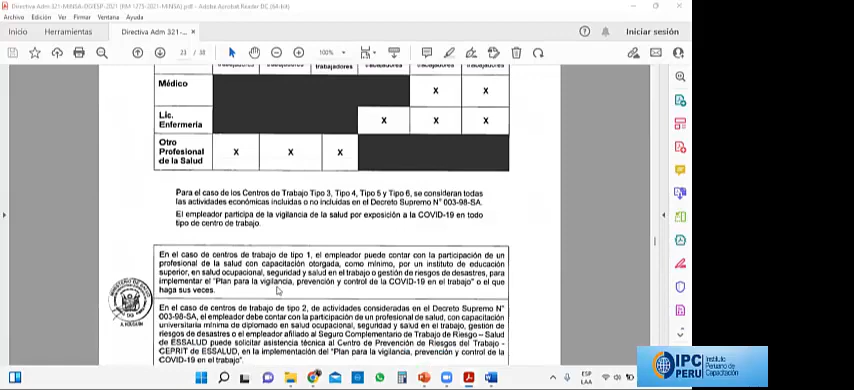 Directiva Adm 321-MINSA-DGIESP-2021 (RM 1275-2021-MINSA).pdf - Adobe Acrobat Reader DC (64-bit)
Archivo Edición Ver Firmar Ventana Ayuda
Inicio Herramientas Directiva Adm 321-... × Iniciar sesión
23 / 38 100%
trabajadores trabajadores trabajadores trabajadores trabajadores trabajadores
Médico X X
Lic. Enfermería X X X
Otro Profesional de la Salud X X X
Para el caso de los Centros de Trabajo Tipo 3, Tipo 4, Tipo 5 y Tipo 6, se consideran todas
las actividades económicas incluidas o no incluidas en el Decreto Supremo N° 003-98-SA.
El empleador participa de la vigilancia de la salud por exposición a la COVID-19 en todo
tipo de centro de trabajo.
En el caso de centros de trabajo de tipo 1, el empleador puede contar con la participación de un
profesional de la salud con capacitación otorgada, como mínimo, por un instituto de educación
superior, en salud ocupacional, seguridad y salud en el trabajo o gestión de riesgos de desastres, para
implementar el "Plan para la vigilancia, prevención y control de la COVID-19 en el trabajo" o el que
haga sus veces.
En el caso de centros de trabajo de tipo 2, de actividades consideradas en el Decreto Supremo N°
003-98-SA, el empleador debe contar con la participación de un profesional de salud, con capacitación
universitaria mínima de diplomado en salud ocupacional, seguridad y salud en el trabajo, gestión de
riesgos de desastres o el empleador afiliado al Seguro Complementario de Trabajo de Riesgo – Salud
de ESSALUD puede solicitar asistencia técnica al Centro de Prevención de Riesgos del Trabajo -
CEPRIT de ESSALUD, en la implementación del "Plan para la vigilancia, prevención y control de la
COVID-19 en el trabajo".
ESP
LAA
IPC
PERU
Instituto
Peruano de
Capacitación